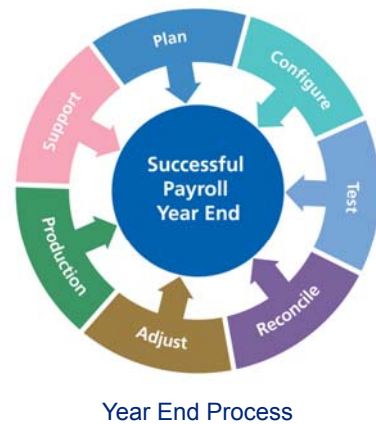 Plan
Configure
Test
Reconcile
Adjust
Production
Support
Successful
Payroll
Year End
Year End Process